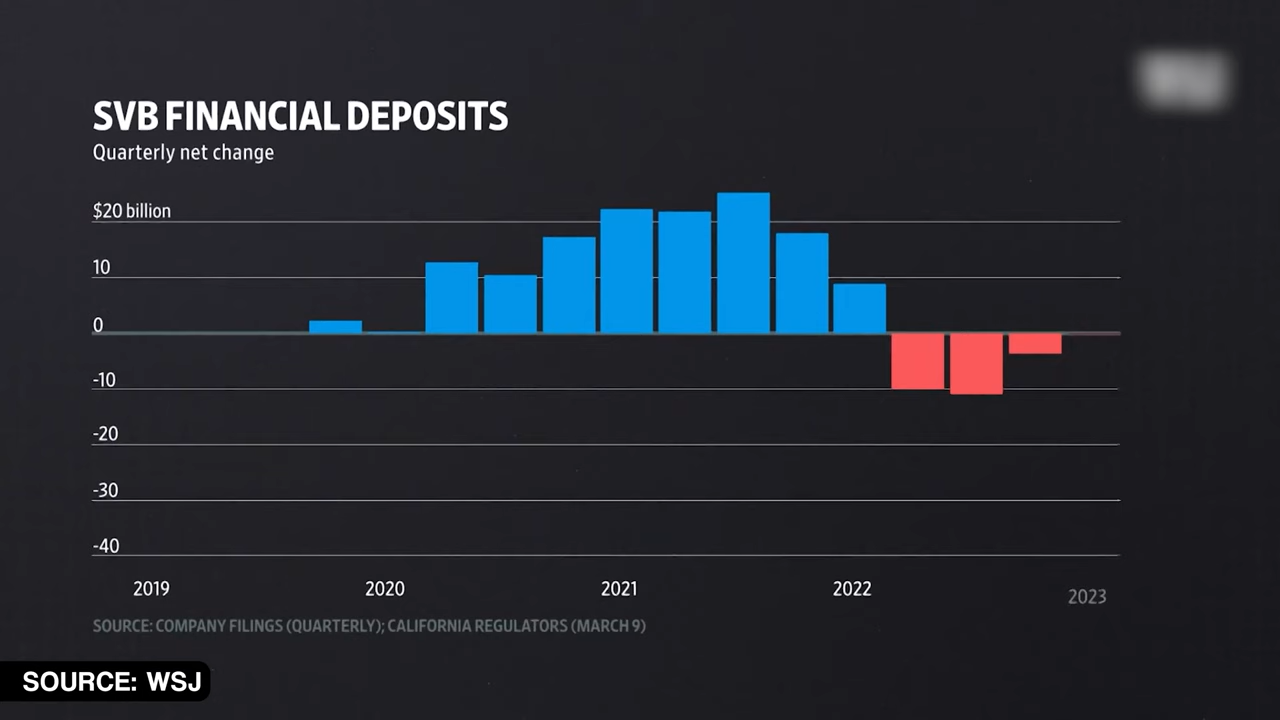 SVB FINANCIAL DEPOSITS
Quarterly net change
$20 billion
10
0
-10
-20
-30
-40
2019 2020 2021 2022 2023
SOURCE: COMPANY FILINGS (QUARTERLY); CALIFORNIA REGULATORS (MARCH 9)
SOURCE: WSJ